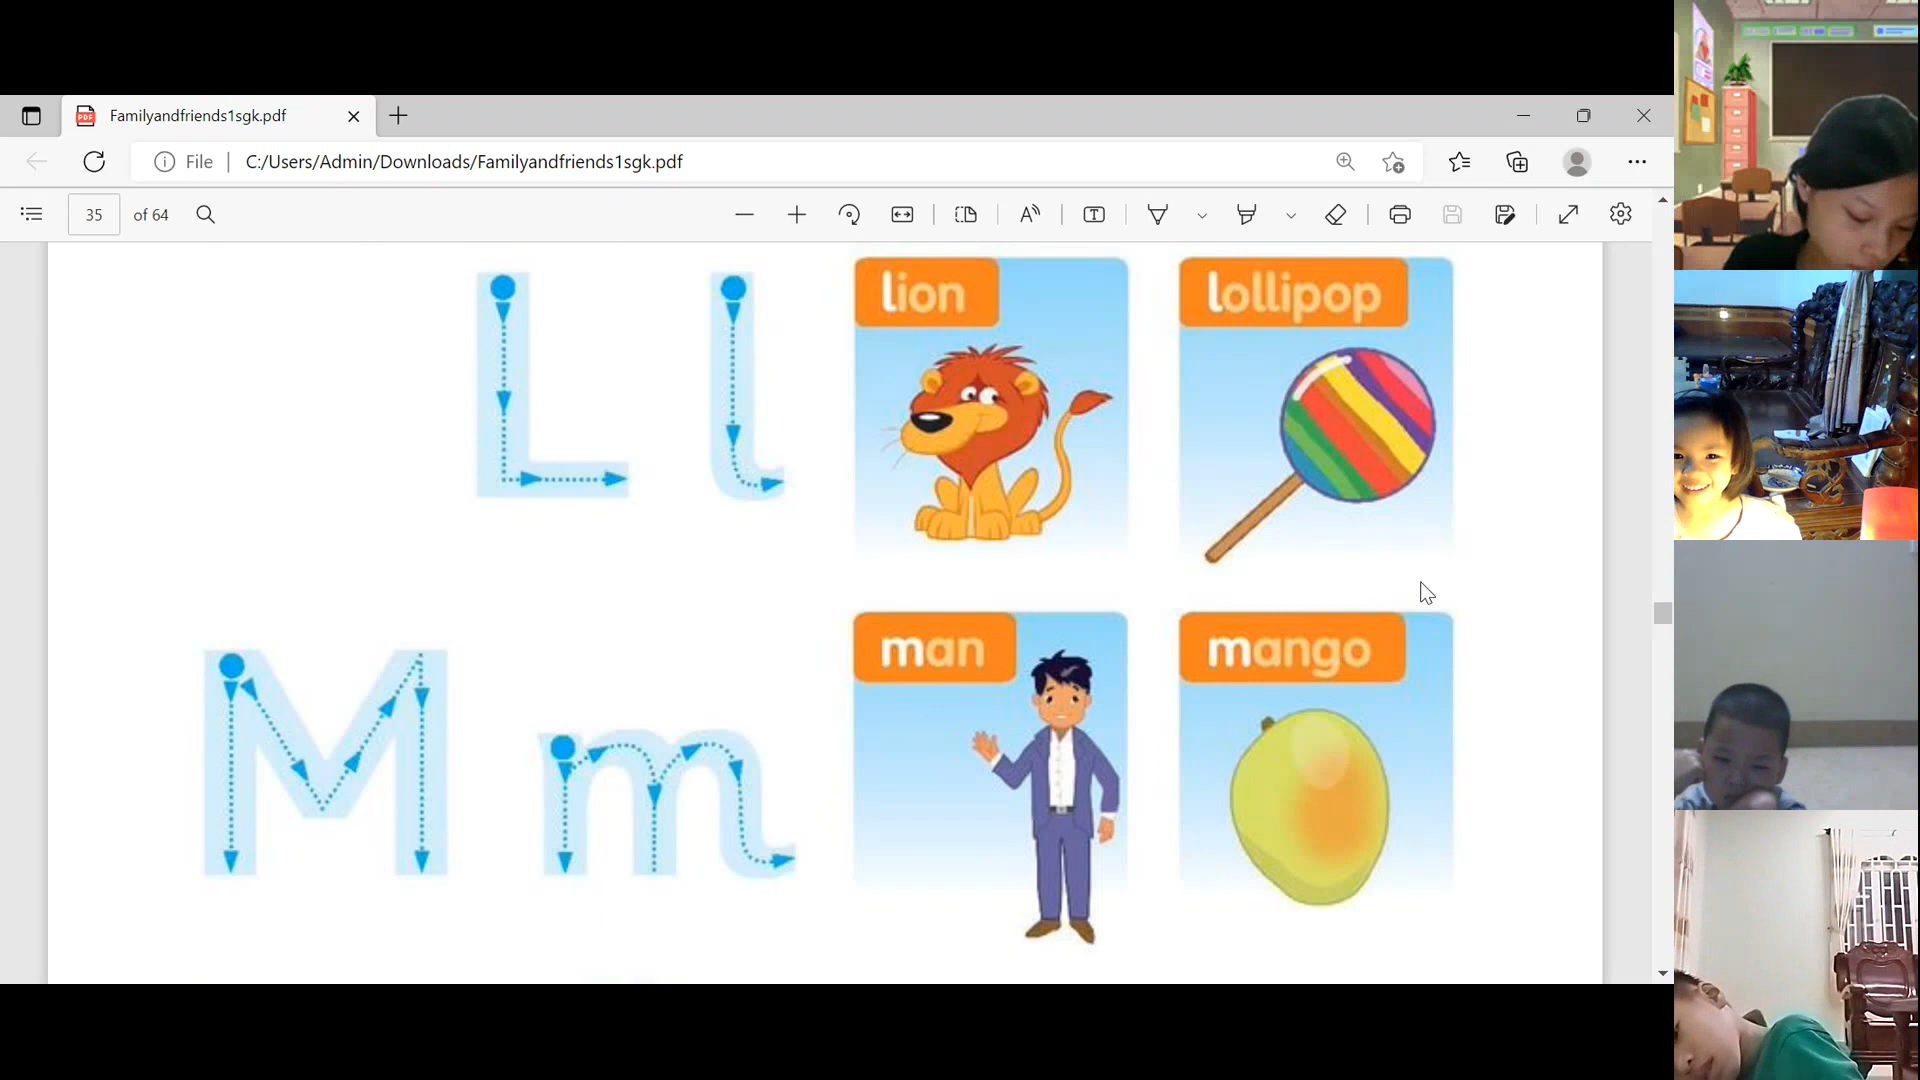 Familyandfriends1sgk.pdf
File C:/Users/Admin/Downloads/Familyandfriends1sgk.pdf
35 of 64
L l
lion
lollipop
M m
man
mango